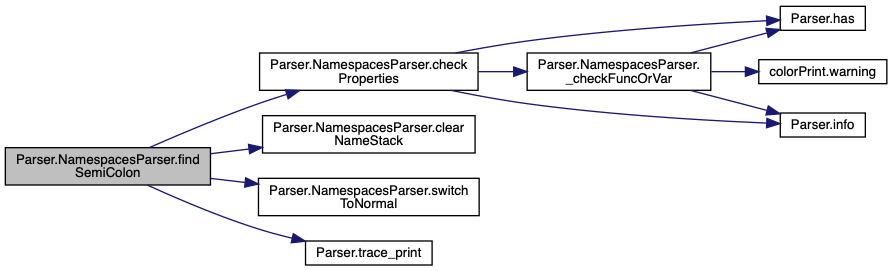 Parser.NamespacesParser.find
SemiColon
Parser.NamespacesParser.check
Properties
Parser.NamespacesParser.clear
NameStack
Parser.NamespacesParser.switch
ToNormal
Parser.trace_print
Parser.NamespacesParser.
_checkFuncOrVar
Parser.has
colorPrint.warning
Parser.info